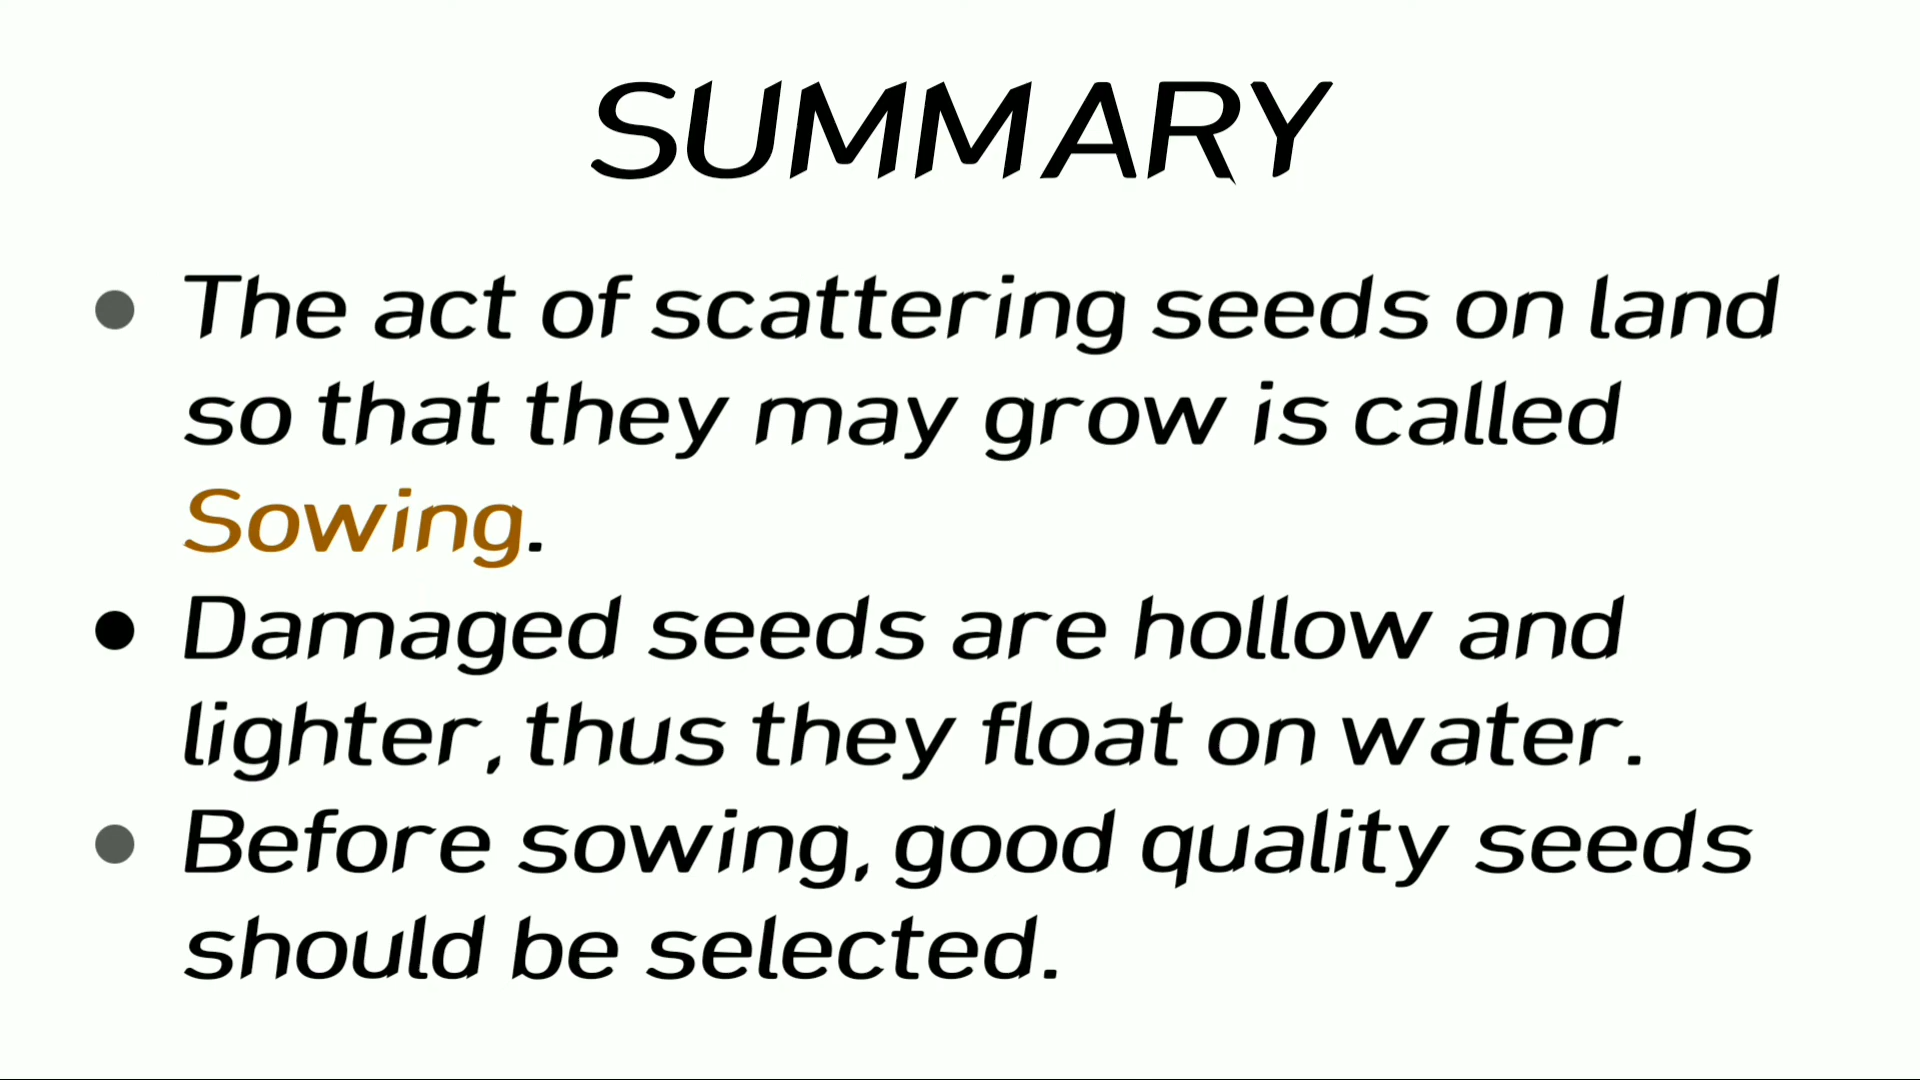 SUMMARY
● The act of scattering seeds on land
so that they may grow is called
Sowing.
● Damaged seeds are hollow and
lighter, thus they float on water.
● Before sowing, good quality seeds
should be selected.